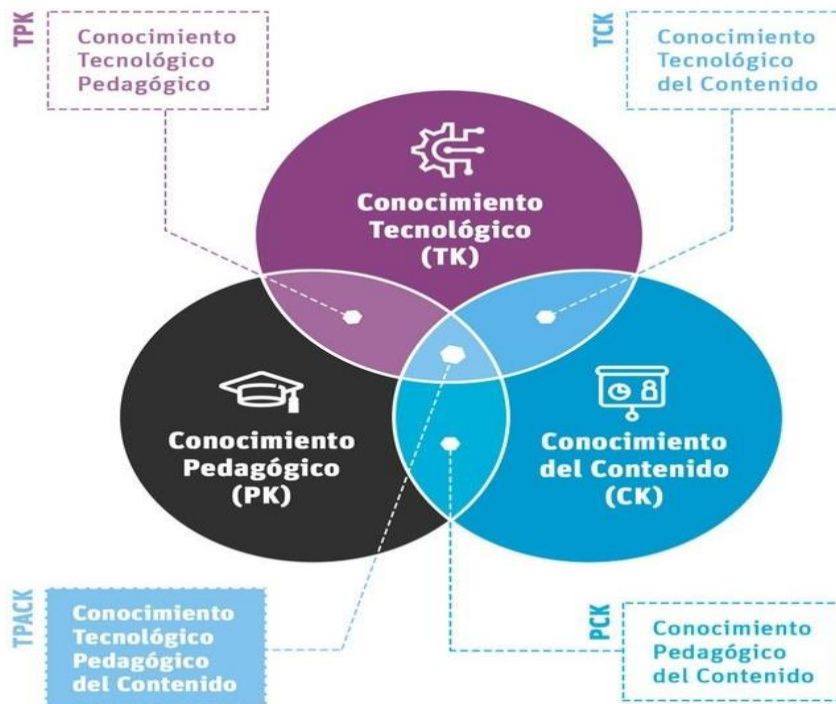 TPK
Conocimiento
Tecnológico
Pedagógico
TCK
Conocimiento
Tecnológico
del Contenido
Conocimiento
Tecnológico
(TK)
Conocimiento
Pedagógico
(PK)
Conocimiento
del Contenido
(CK)
TPACK
Conocimiento
Tecnológico
Pedagógico
del Contenido
PCK
Conocimiento
Pedagógico
del Contenido